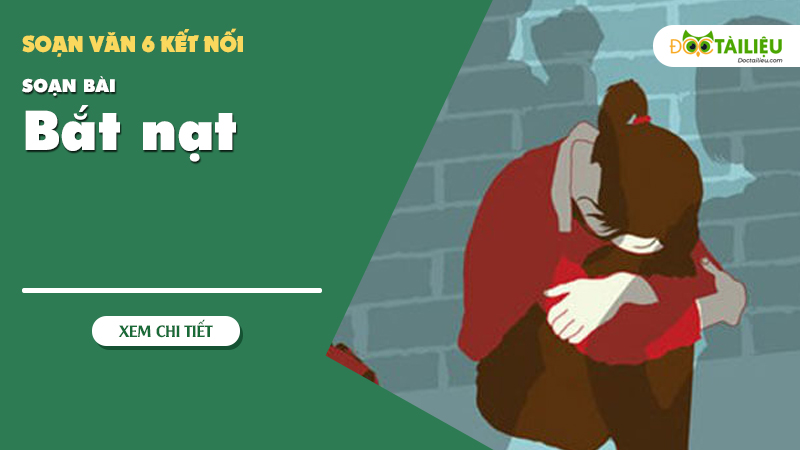 SOẠN VĂN 6 KẾT NỐI
SOẠN BÀI
Bắt nạt
XEM CHI TIẾT
ĐỌCTÀILIỆU
Doctailieu.com